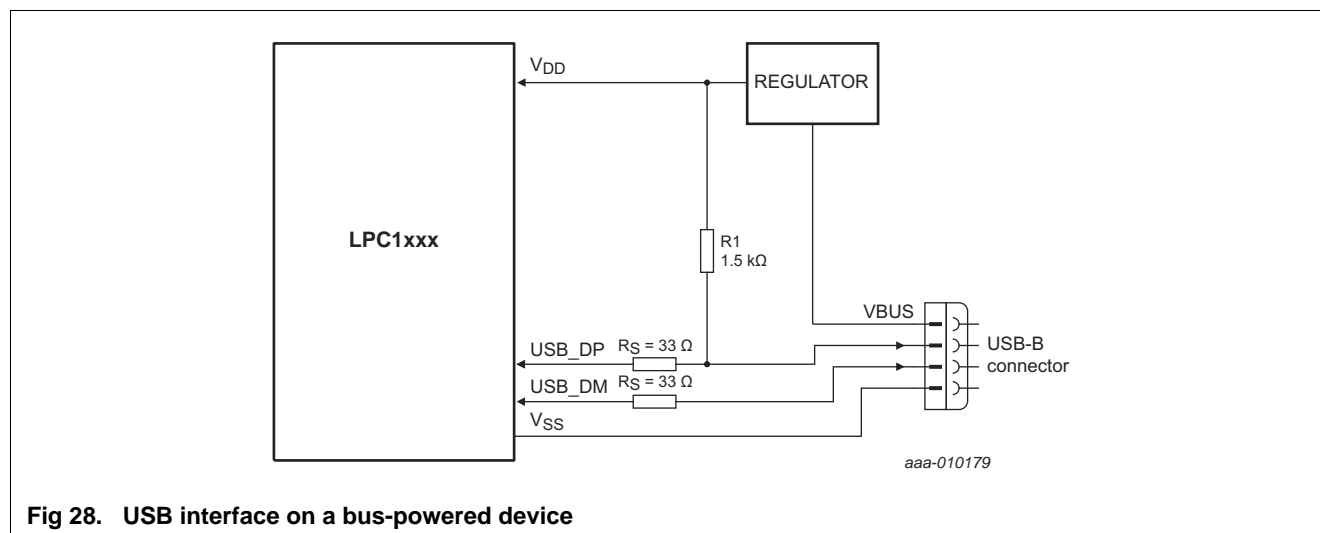 VDD
REGULATOR
LPC1xxx
R1
1.5 kΩ
VBUS
USB-B
connector
USB_DP
RS = 33 Ω
USB_DM
RS = 33 Ω
VSS
aaa-010179
Fig 28. USB interface on a bus-powered device